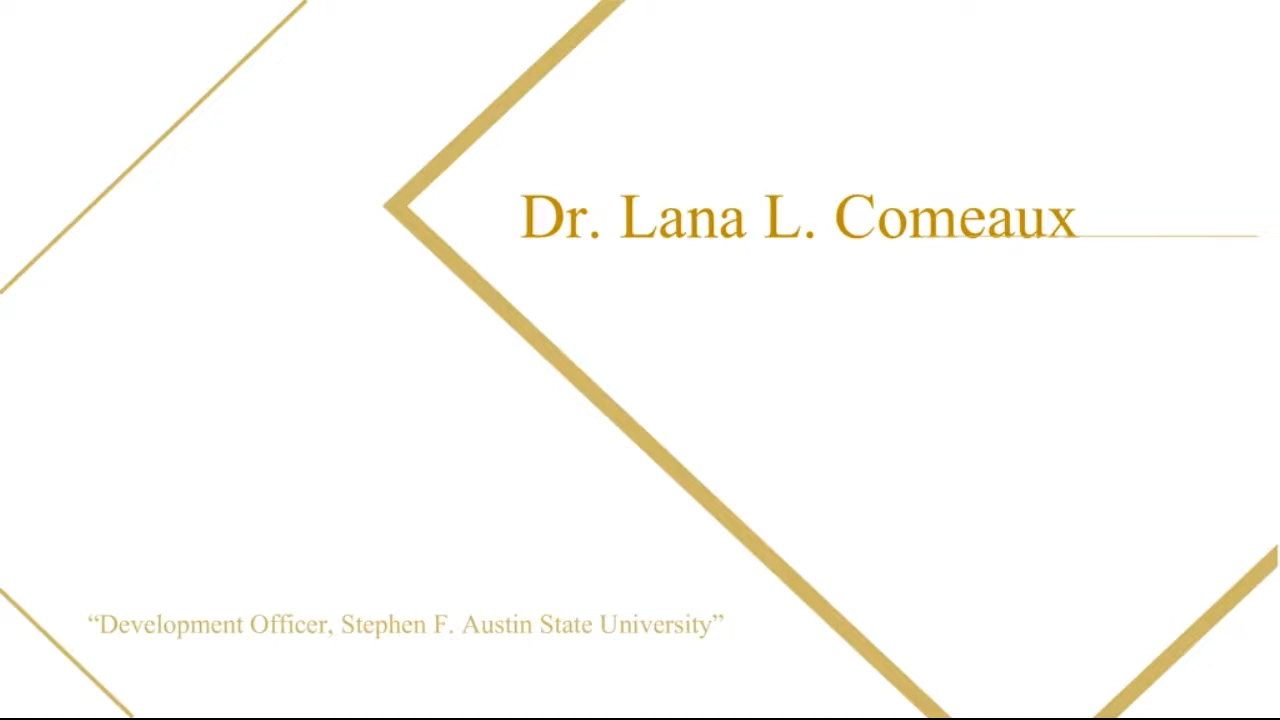 Dr. Lana L. Comeaux
“Development Officer, Stephen F. Austin State University”